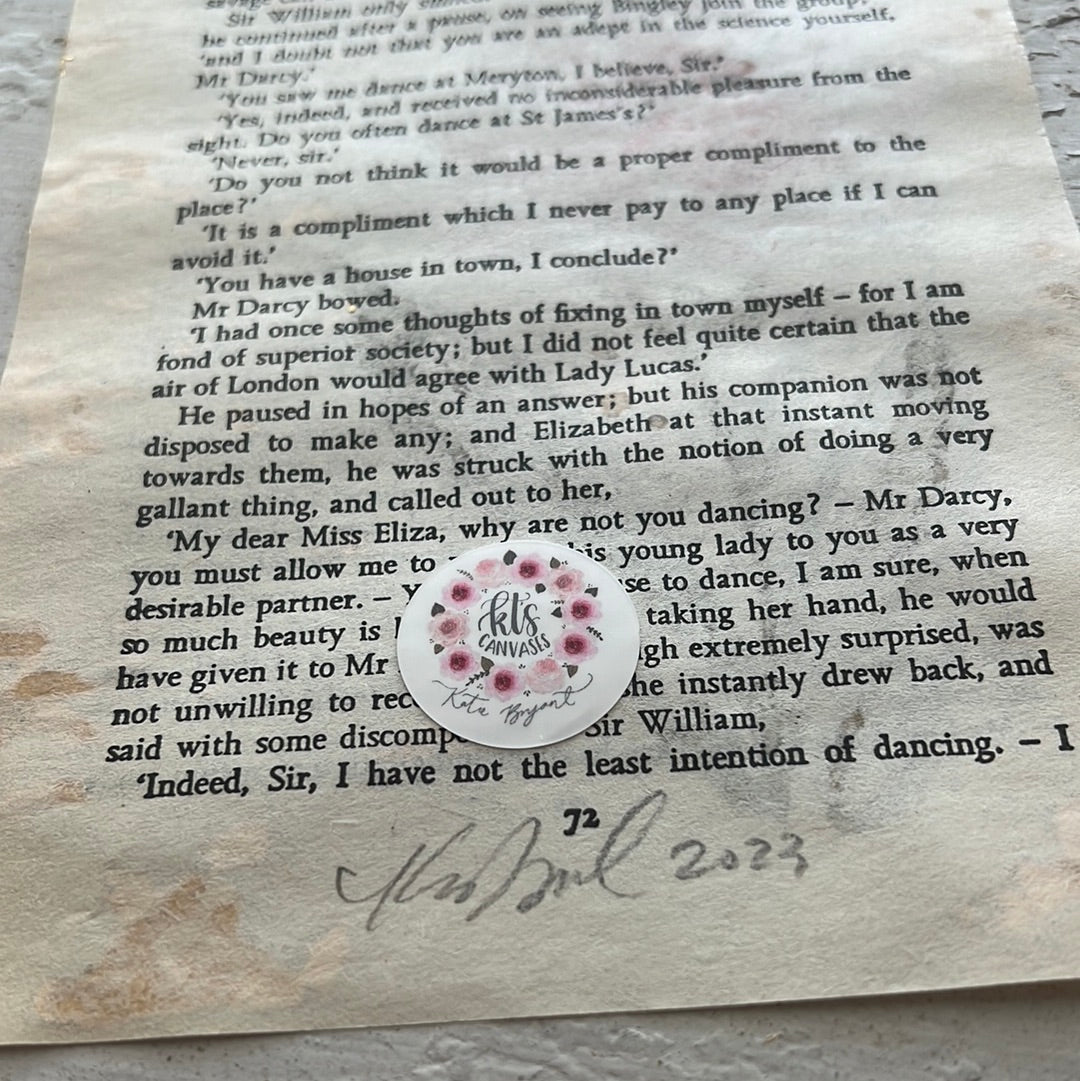 Sir William only
he continued after a pause, on seeing Bingley join the group,
'and I doubt not that you are an adept in the science yourself,
Mr Darcy.'
'You saw me dance at Meryton, I believe, Sir.'
'Yes, indeed, and received no inconsiderable pleasure from the
sight. Do you often dance at St James's?'
'Never, sir.'
'Do you not think it would be a proper compliment to the
place?'
'It is a compliment which I never pay to any place if I can
avoid it.'
'You have a house in town, I conclude?'
Mr Darcy bowed.
'I had once some thoughts of fixing in town myself – for I am
fond of superior society; but I did not feel quite certain that the
air of London would agree with Lady Lucas.'
He paused in hopes of an answer; but his companion was not
disposed to make any; and Elizabeth at that instant moving
towards them, he was struck with the notion of doing a very
gallant thing, and called out to her,
'My dear Miss Eliza, why are not you dancing? – Mr Darcy,
you must allow me to his young lady to you as a very
desirable partner. – Y se to dance, I am sure, when
so much beauty is taking her hand, he would
have given it to Mr gh extremely surprised, was
not unwilling to rec she instantly drew back, and
said with some discomp Sir William,
'Indeed, Sir, I have not the least intention of dancing. – I
72
kt's
CANVASES
Kate Bryant
2023